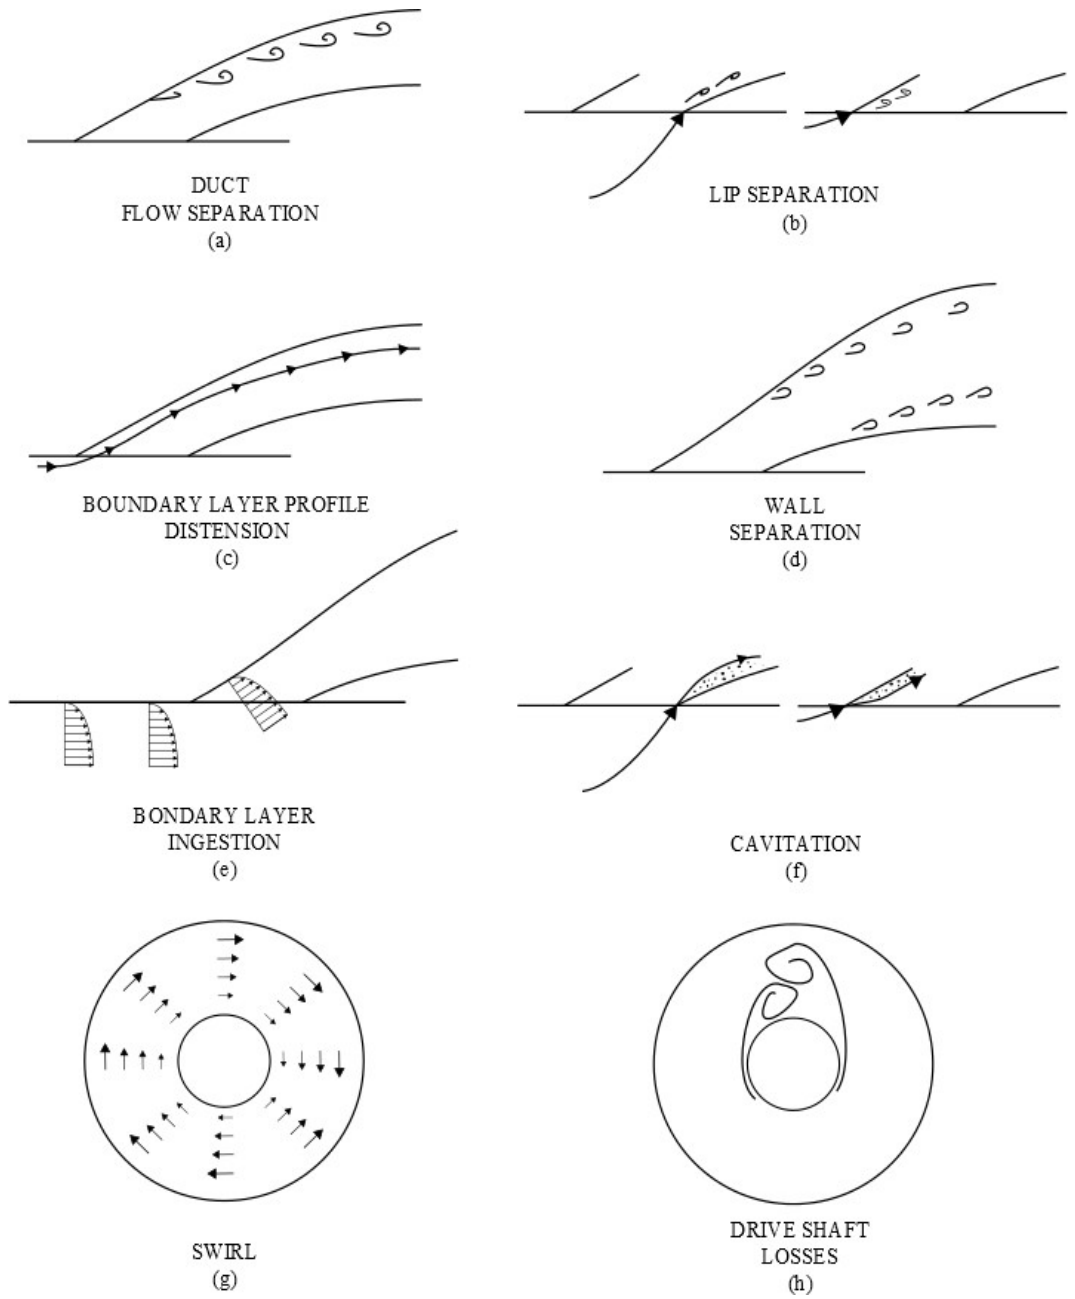 DUCT
FLOW SEPARATION
(a)
LIP SEPARATION
(b)
BOUNDARY LAYER PROFILE
DISTENSION
(c)
WALL
SEPARATION
(d)
BONDARY LAYER
INGESTION
(e)
CAVITATION
(f)
SWIRL
(g)
DRIVE SHAFT
LOSSES
(h)